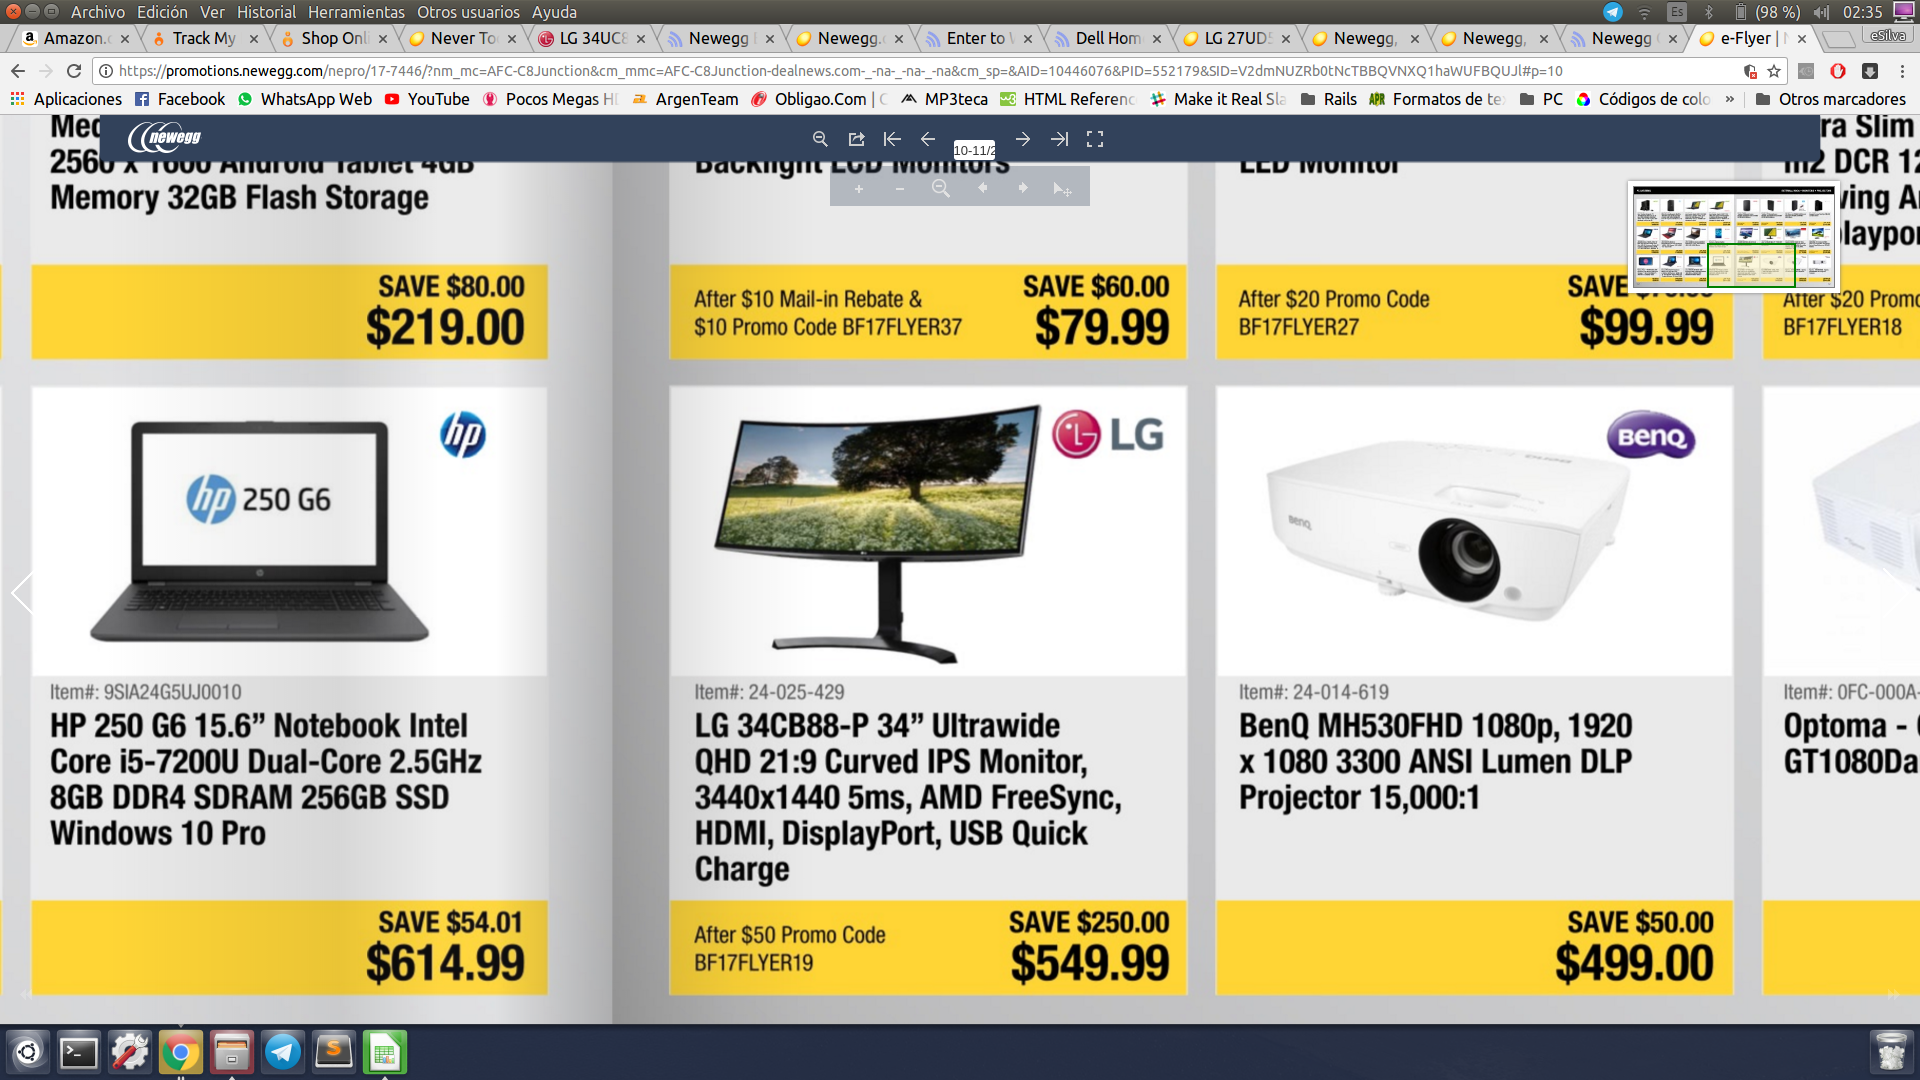 Archivo Edición Ver Historial Herramientas Otros usuarios Ayuda
Es (98 %) 02:35
Amazon.
Track My
Shop Onli
Never To
LG 34UC8
Newegg
Newegg.
Enter to
Dell Hom
LG 27UD
Newegg,
Newegg,
Newegg
e-Flyer |
eSilva
https://promotions.newegg.com/nepro/17-7446/?nm_mc=AFC-C8Junction&cm_mmc=AFC-C8Junction-dealnews.com-_-na-_-na-_-na&cm_sp=&AID=10446076&PID=552179&SID=V2dmNUZRb0tNcTBBQVNXQ1haWUFBQUJl#p=10
Aplicaciones Facebook WhatsApp Web YouTube Pocos Megas H ArgenTeam Obligao.Com | MP3teca HTML Referenc Make it Real Sla Rails Formatos de te PC Códigos de colo » Otros marcadores
newegg
10-11/2
2560 x 1600 Android Tablet 4GB
Memory 32GB Flash Storage
SAVE $80.00
$219.00
Backlight LCD Monitors
After $10 Mail-in Rebate &
$10 Promo Code BF17FLYER37
SAVE $60.00
$79.99
LED Monitor
After $20 Promo Code
BF17FLYER27
SAVE
$99.99
ra Slim
m2 DCR 12
ving A
layport
After $20 Promo
BF17FLYER18
hp
hp 250 G6
Item#: 9SIA24G5UJ0010
HP 250 G6 15.6” Notebook Intel
Core i5-7200U Dual-Core 2.5GHz
8GB DDR4 SDRAM 256GB SSD
Windows 10 Pro
SAVE $54.01
$614.99
LG
Item#: 24-025-429
LG 34CB88-P 34” Ultrawide
QHD 21:9 Curved IPS Monitor,
3440x1440 5ms, AMD FreeSync,
HDMI, DisplayPort, USB Quick
Charge
After $50 Promo Code
BF17FLYER19
SAVE $250.00
$549.99
BenQ
BenQ
Item#: 24-014-619
BenQ MH530FHD 1080p, 1920
x 1080 3300 ANSI Lumen DLP
Projector 15,000:1
SAVE $50.00
$499.00
Item#: 0FC-000A-
Optoma -
GT1080Da